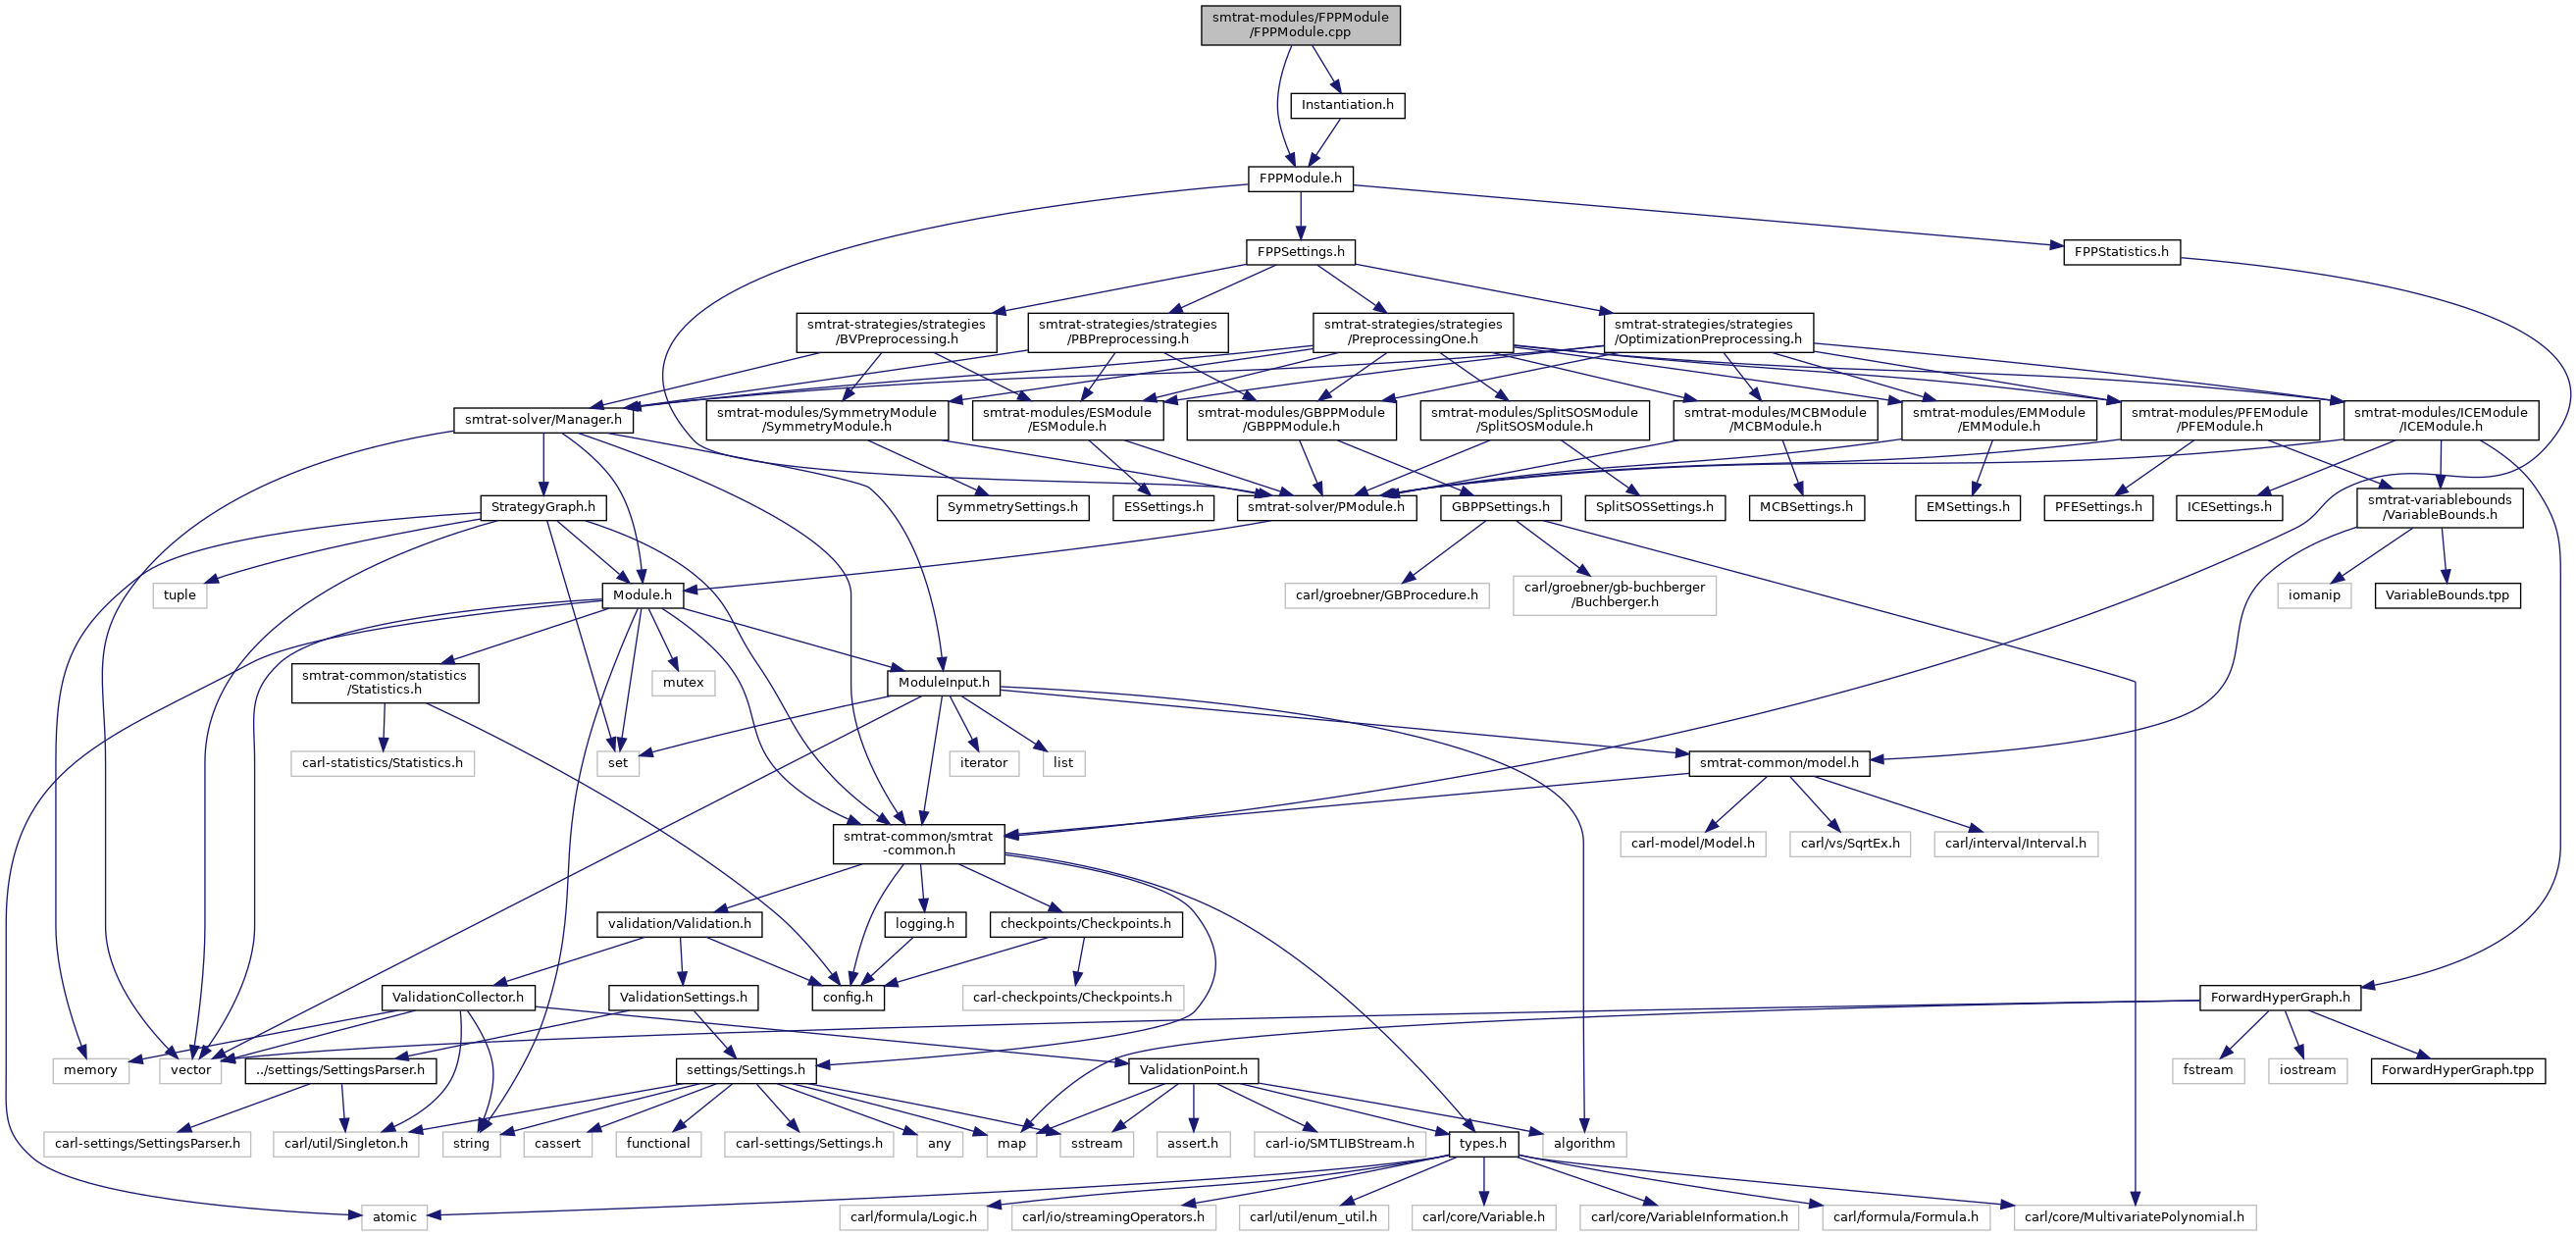 smtrat-modules/FPPModule
/FPPModule.cpp
Instantiation.h
FPPModule.h
FPPSettings.h
FPPStatistics.h
smtrat-strategies/strategies
/BVPreprocessing.h
smtrat-strategies/strategies
/PBPreprocessing.h
smtrat-strategies/strategies
/PreprocessingOne.h
smtrat-strategies/strategies
/OptimizationPreprocessing.h
smtrat-solver/Manager.h
smtrat-modules/SymmetryModule
/SymmetryModule.h
smtrat-modules/ESModule
/ESModule.h
smtrat-modules/GBPPModule
/GBPPModule.h
smtrat-modules/SplitSOSModule
/SplitSOSModule.h
smtrat-modules/MCBModule
/MCBModule.h
smtrat-modules/EMModule
/EMModule.h
smtrat-modules/PFEModule
/PFEModule.h
smtrat-modules/ICEModule
/ICEModule.h
StrategyGraph.h
SymmetrySettings.h
ESSettings.h
smtrat-solver/PModule.h
GBPPSettings.h
SplitSOSSettings.h
MCBSettings.h
EMSettings.h
PFESettings.h
ICESettings.h
smtrat-variablebounds
/VariableBounds.h
tuple
Module.h
carl/groebner/GBProcedure.h
carl/groebner/gb-buchberger
/Buchberger.h
iomanip
VariableBounds.tpp
smtrat-common/statistics
/Statistics.h
mutex
ModuleInput.h
carl-statistics/Statistics.h
set
iterator
list
smtrat-common/model.h
smtrat-common/smtrat
-common.h
carl-model/Model.h
carl/vs/SqrtEx.h
carl/interval/Interval.h
validation/Validation.h
logging.h
checkpoints/Checkpoints.h
ValidationCollector.h
ValidationSettings.h
config.h
carl-checkpoints/Checkpoints.h
ForwardHyperGraph.h
memory
vector
../settings/SettingsParser.h
settings/Settings.h
ValidationPoint.h
fstream
iostream
ForwardHyperGraph.tpp
carl-settings/SettingsParser.h
carl/util/Singleton.h
string
cassert
functional
carl-settings/Settings.h
any
map
sstream
assert.h
carl-io/SMTLIBStream.h
types.h
algorithm
atomic
carl/formula/Logic.h
carl/io/streamingOperators.h
carl/util/enum_util.h
carl/core/Variable.h
carl/core/VariableInformation.h
carl/formula/Formula.h
carl/core/MultivariatePolynomial.h